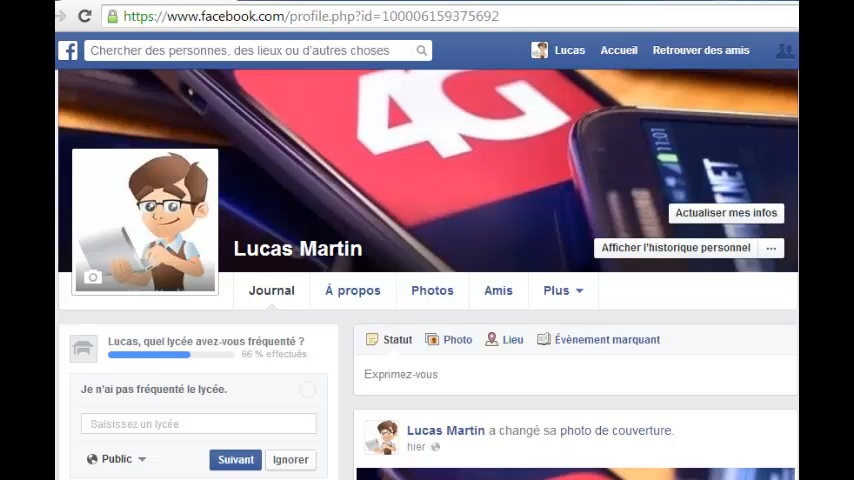 https://www.facebook.com/profile.php?id=100006159375692
f Chercher des personnes, des lieux ou d'autres choses Lucas Accueil Retrouver des amis
4G
11:01
Actualiser mes infos
Lucas Martin
Afficher l'historique personnel ...
Journal À propos Photos Amis Plus
Lucas, quel lycée avez-vous fréquenté ?
66 % effectués
Statut Photo Lieu Évènement marquant
Exprimez-vous
Je n'ai pas fréquenté le lycée.
Saisissez un lycée
Public Suivant Ignorer
Lucas Martin a changé sa photo de couverture.
hier